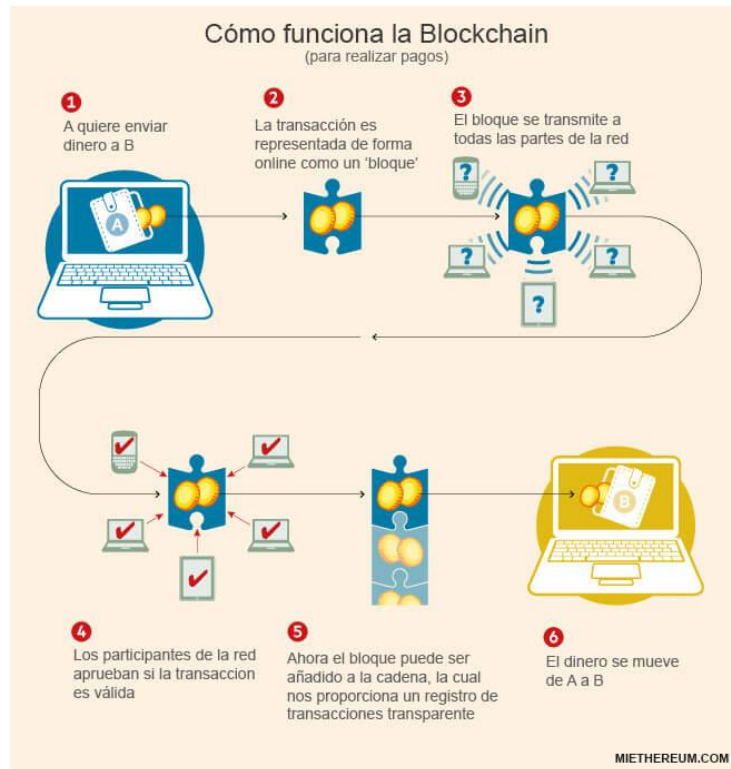 Cómo funciona la Blockchain
(para realizar pagos)
1
A quiere enviar
dinero a B
2
La transacción es
representada de forma
online como un 'bloque'
3
El bloque se transmite a
todas las partes de la red
A
?
?
?
?
?
4
Los participantes de la red
aprueban si la transaccion
es válida
5
Ahora el bloque puede ser
añadido a la cadena, la cual
nos proporciona un registro de
transacciones transparente
B
6
El dinero se mueve
de A a B
MIETHEREUM.COM